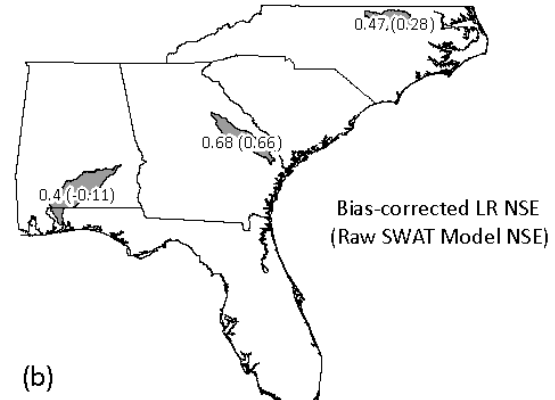 0.47 (0.28)
0.68 (0.66)
0.4 (-0.11)
Bias-corrected LR NSE
(Raw SWAT Model NSE)
(b)